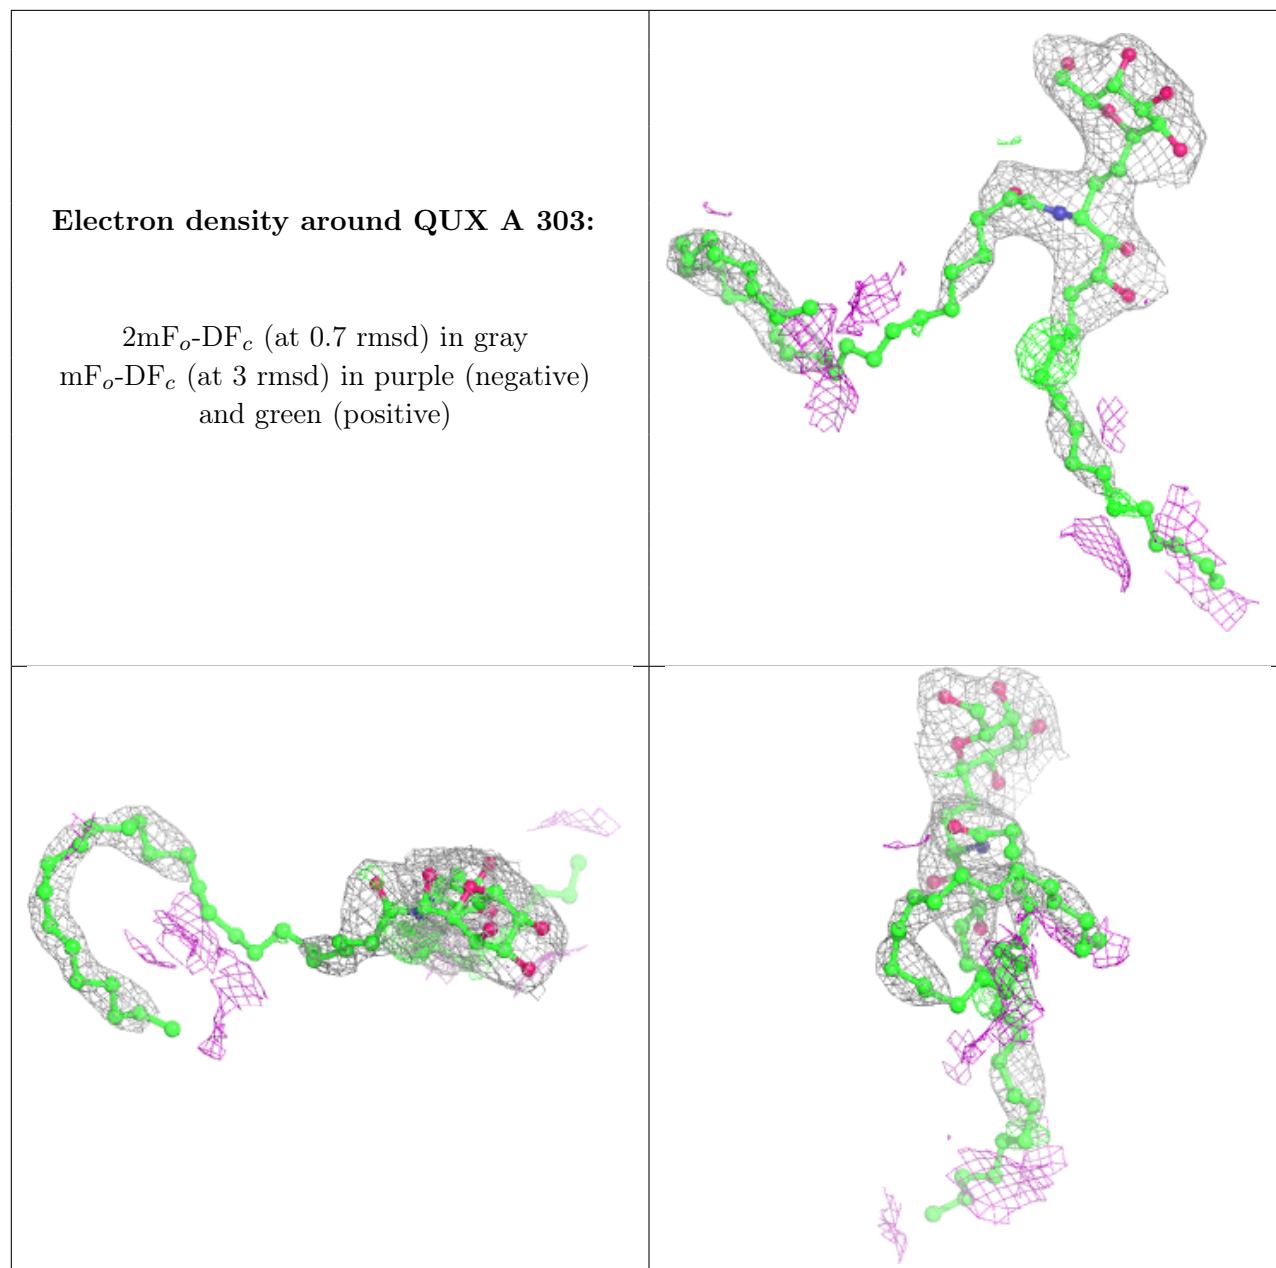 Electron density around QUX A 303:
2mFₒ-DF𝒸 (at 0.7 rmsd) in gray
mFₒ-DF𝒸 (at 3 rmsd) in purple (negative)
and green (positive)